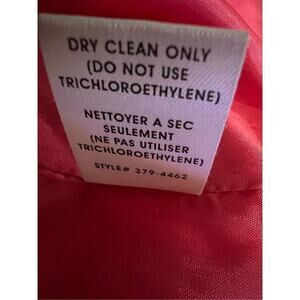 DRY CLEAN ONLY
(DO NOT USE
TRICHLOROETHYLENE)
NETTOYER A SEC
SEULEMENT
(NE PAS UTILISER
TRICHLOROETHYLENE)
STYLE# 379-4462